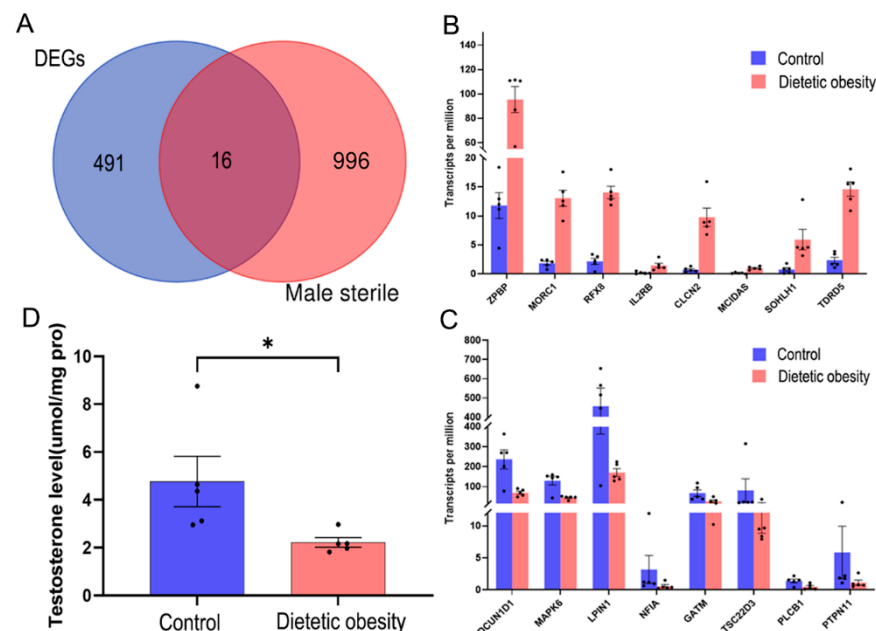 A
DEGs
491
16
996
Male sterile
B
Control
Dietetic obesity
Transcripts per million
140
120
100
80
60
40
20
15
10
5
0
ZPBP
MORC1
RFX8
IL2RB
CLCN2
MCIDAS
SOHLH1
TDRD5
D
*
Testosterone level(umol/mg pro)
10
8
6
4
2
0
Control
Dietetic obesity
C
Control
Dietetic obesity
Transcripts per million
800
700
600
500
400
300
200
100
10
5
0
DCUN1D1
MAPK6
LPIN1
NFIA
GATM
TSC22D3
PLCB1
PTPN11